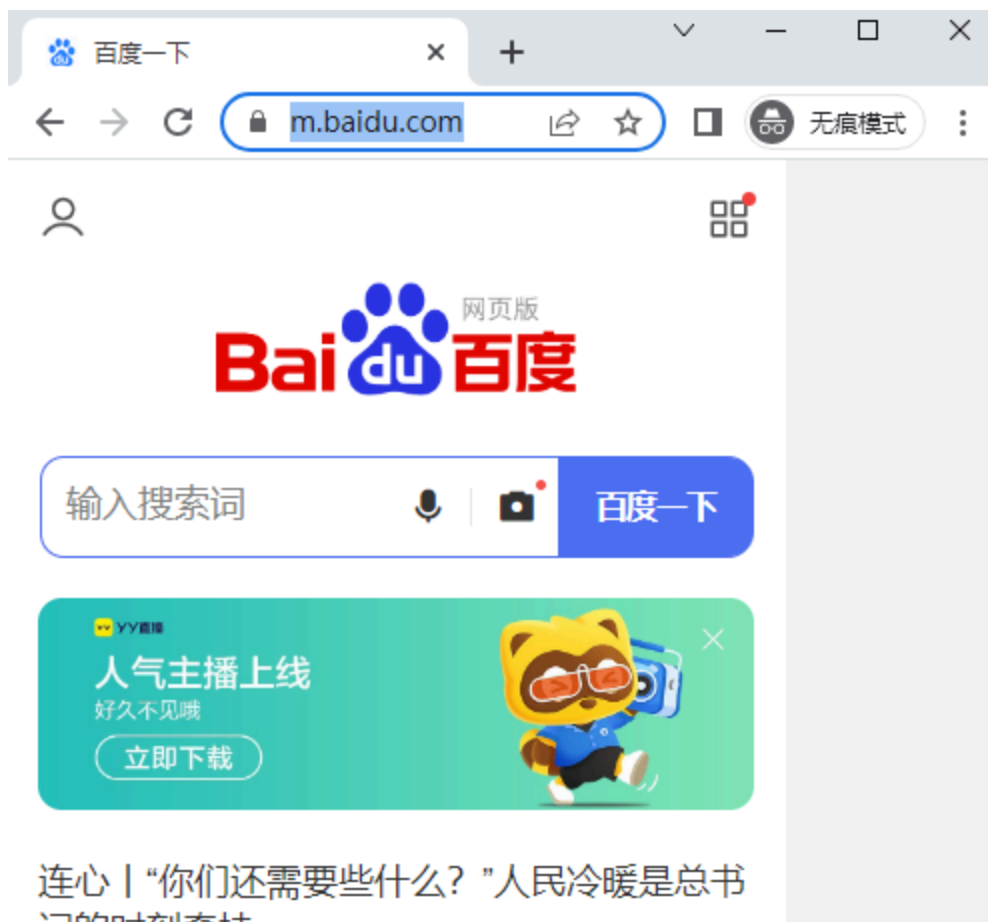 百度一下
m.baidu.com
无痕模式
网页版
Bai du 百度
输入搜索词
百度一下
YY直播
人气主播上线
好久不见哦
立即下载
连心丨“你们还需要些什么？”人民冷暖是总书